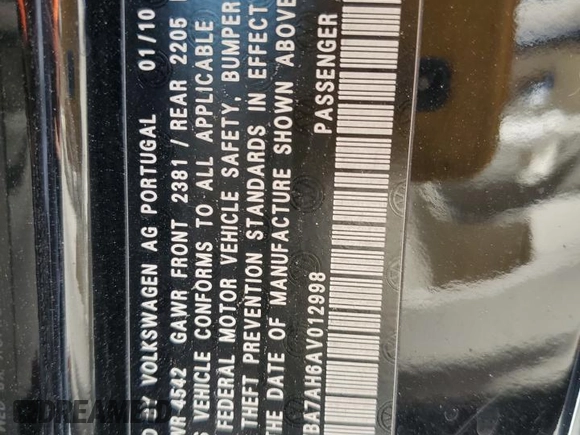 D BY VOLKSWAGEN AG PORTUGAL 01/10
WR 4542 GAWR FRONT 2381 / REAR 2205
S VEHICLE CONFORMS TO ALL APPLICABLE
FEDERAL MOTOR VEHICLE SAFETY, BUMPER
THEFT PREVENTION STANDARDS IN EFFECT
THE DATE OF MANUFACTURE SHOWN ABOVE
PASSENGER
BA7AH6AV012998
DREAMBID